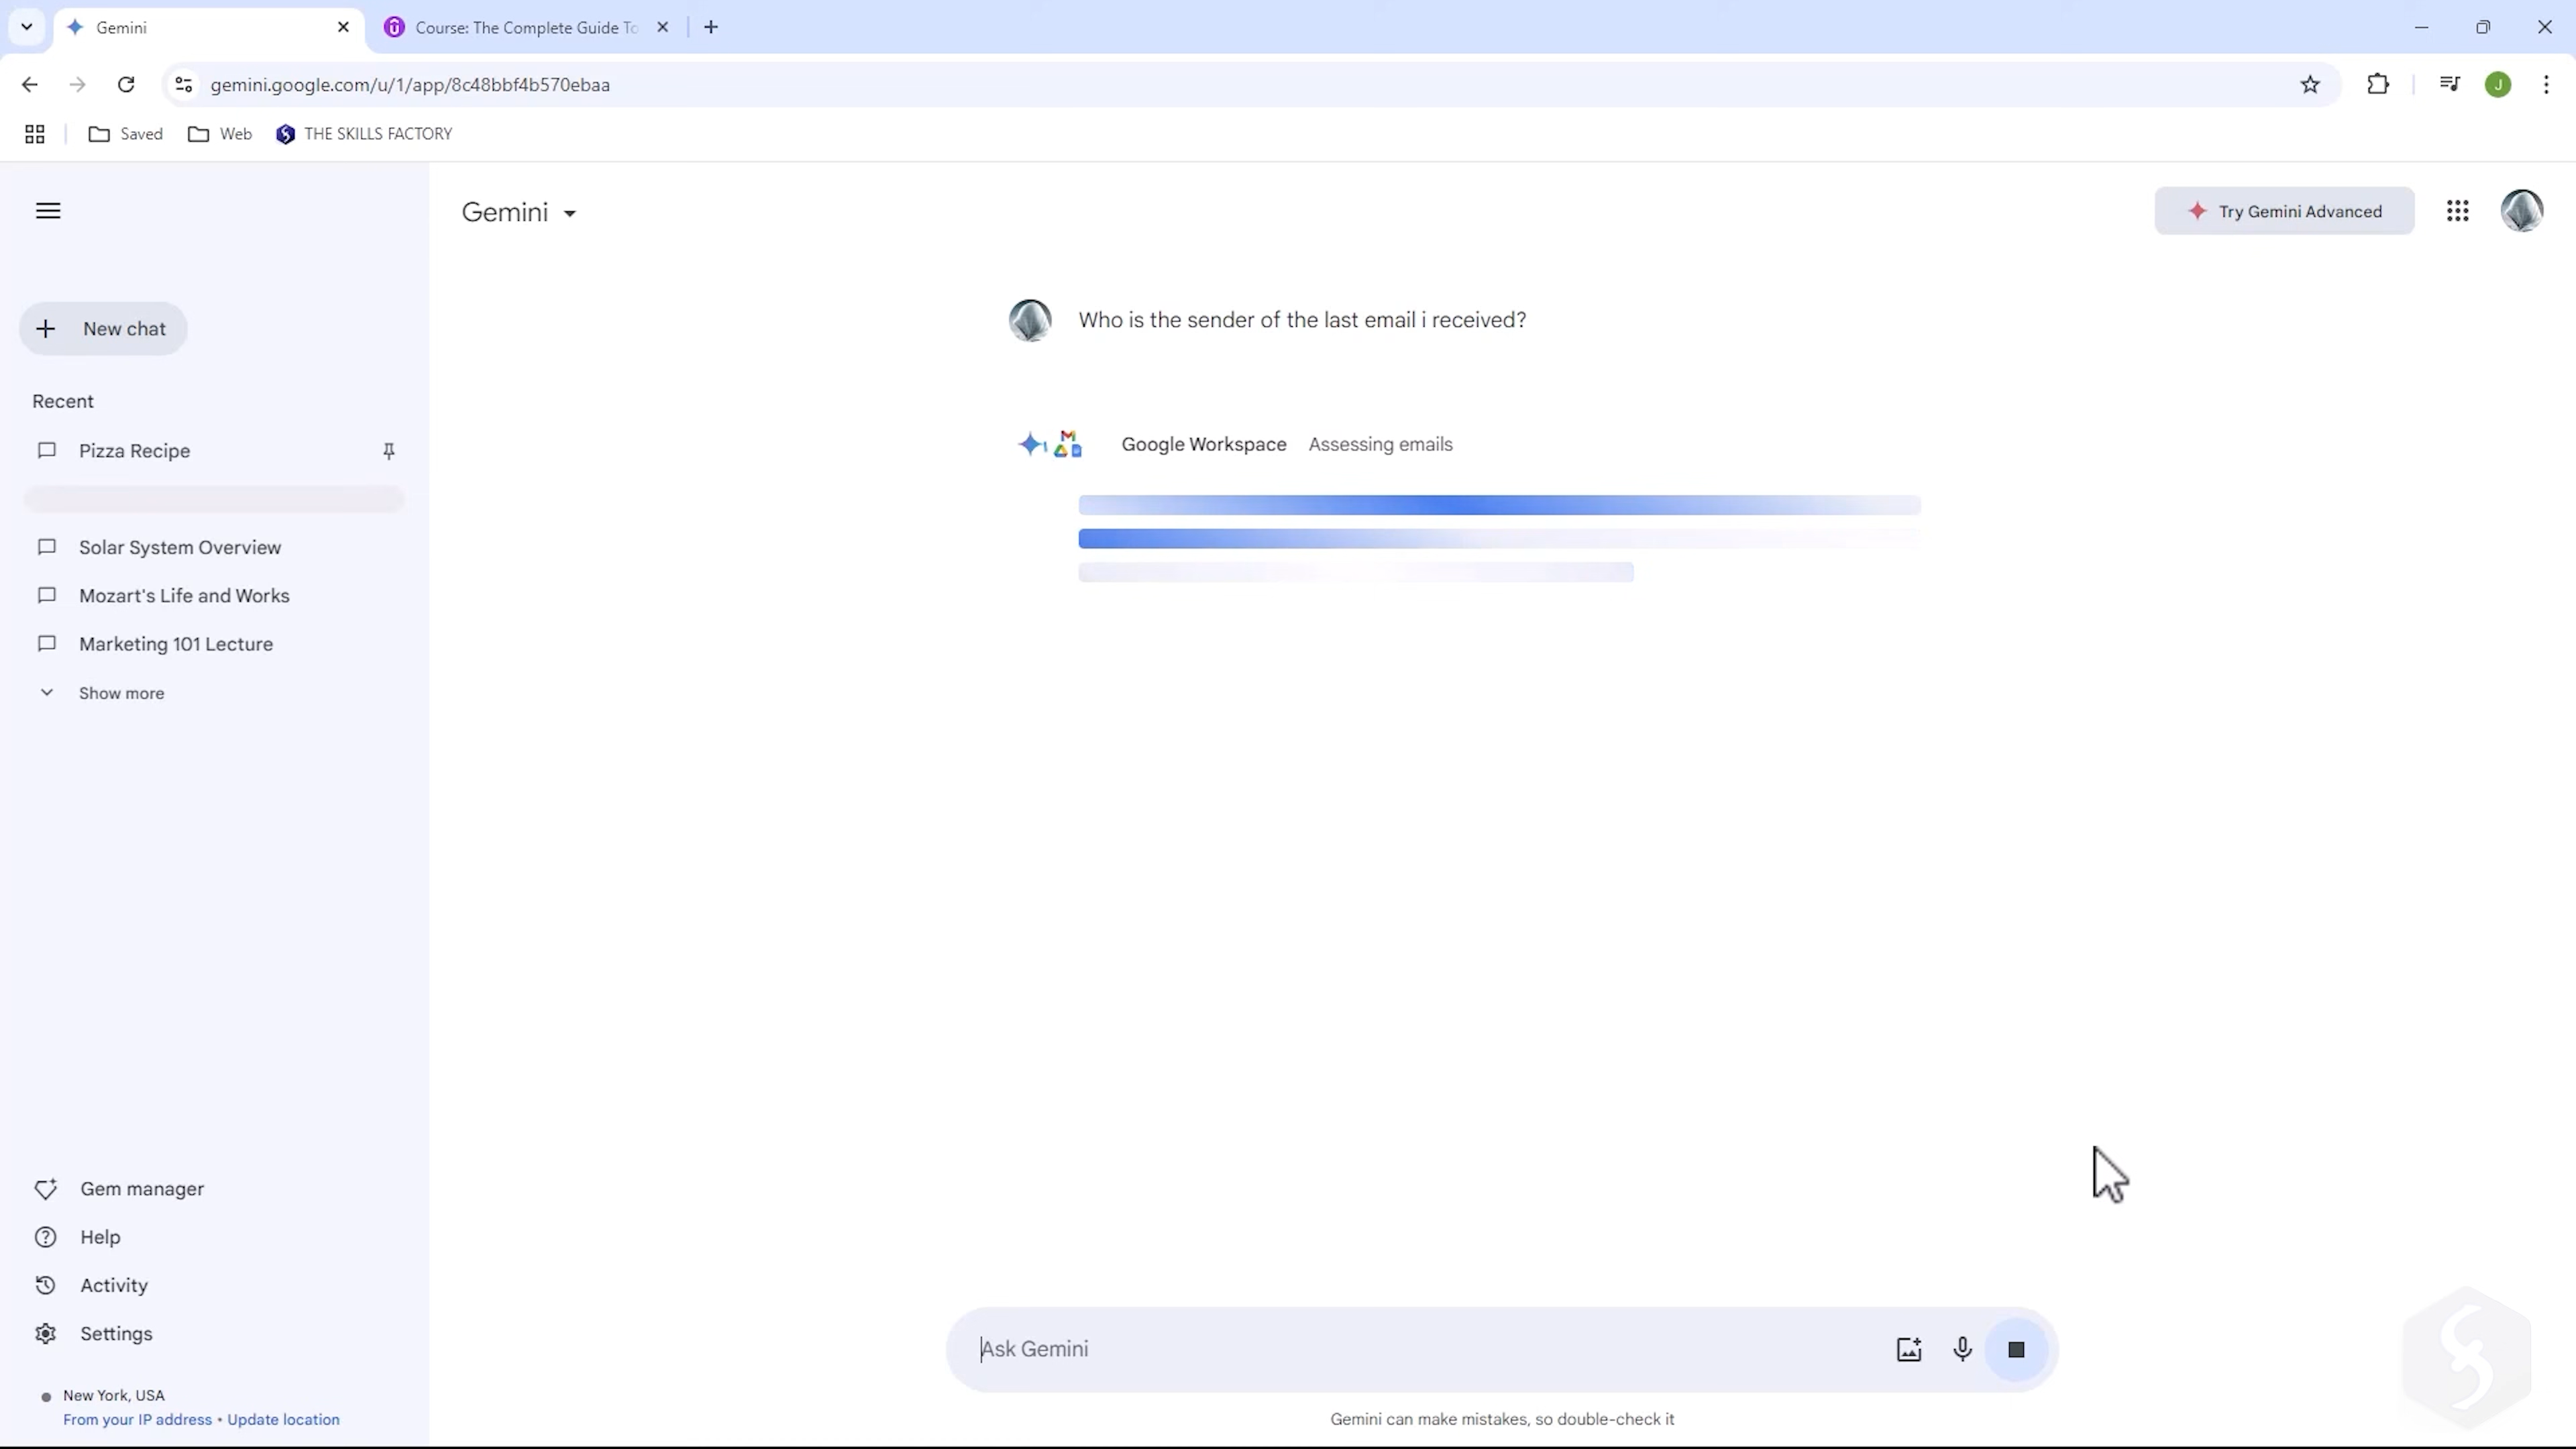 Gemini
Course: The Complete Guide To
gemini.google.com/u/1/app/8c48bbf4b570ebaa
J
Saved
Web
THE SKILLS FACTORY
Gemini
Try Gemini Advanced
New chat
Recent
Pizza Recipe
Solar System Overview
Mozart's Life and Works
Marketing 101 Lecture
Show more
Who is the sender of the last email i received?
Google Workspace Assessing emails
Gem manager
Help
Activity
Settings
New York, USA
From your IP address • Update location
Ask Gemini
Gemini can make mistakes, so double-check it